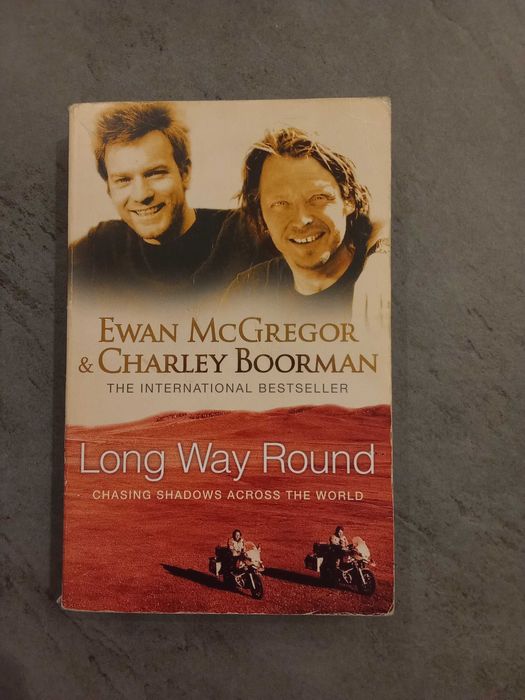 EWAN MCGREGOR
& CHARLEY BOORMAN
THE INTERNATIONAL BESTSELLER
Long Way Round
CHASING SHADOWS ACROSS THE WORLD